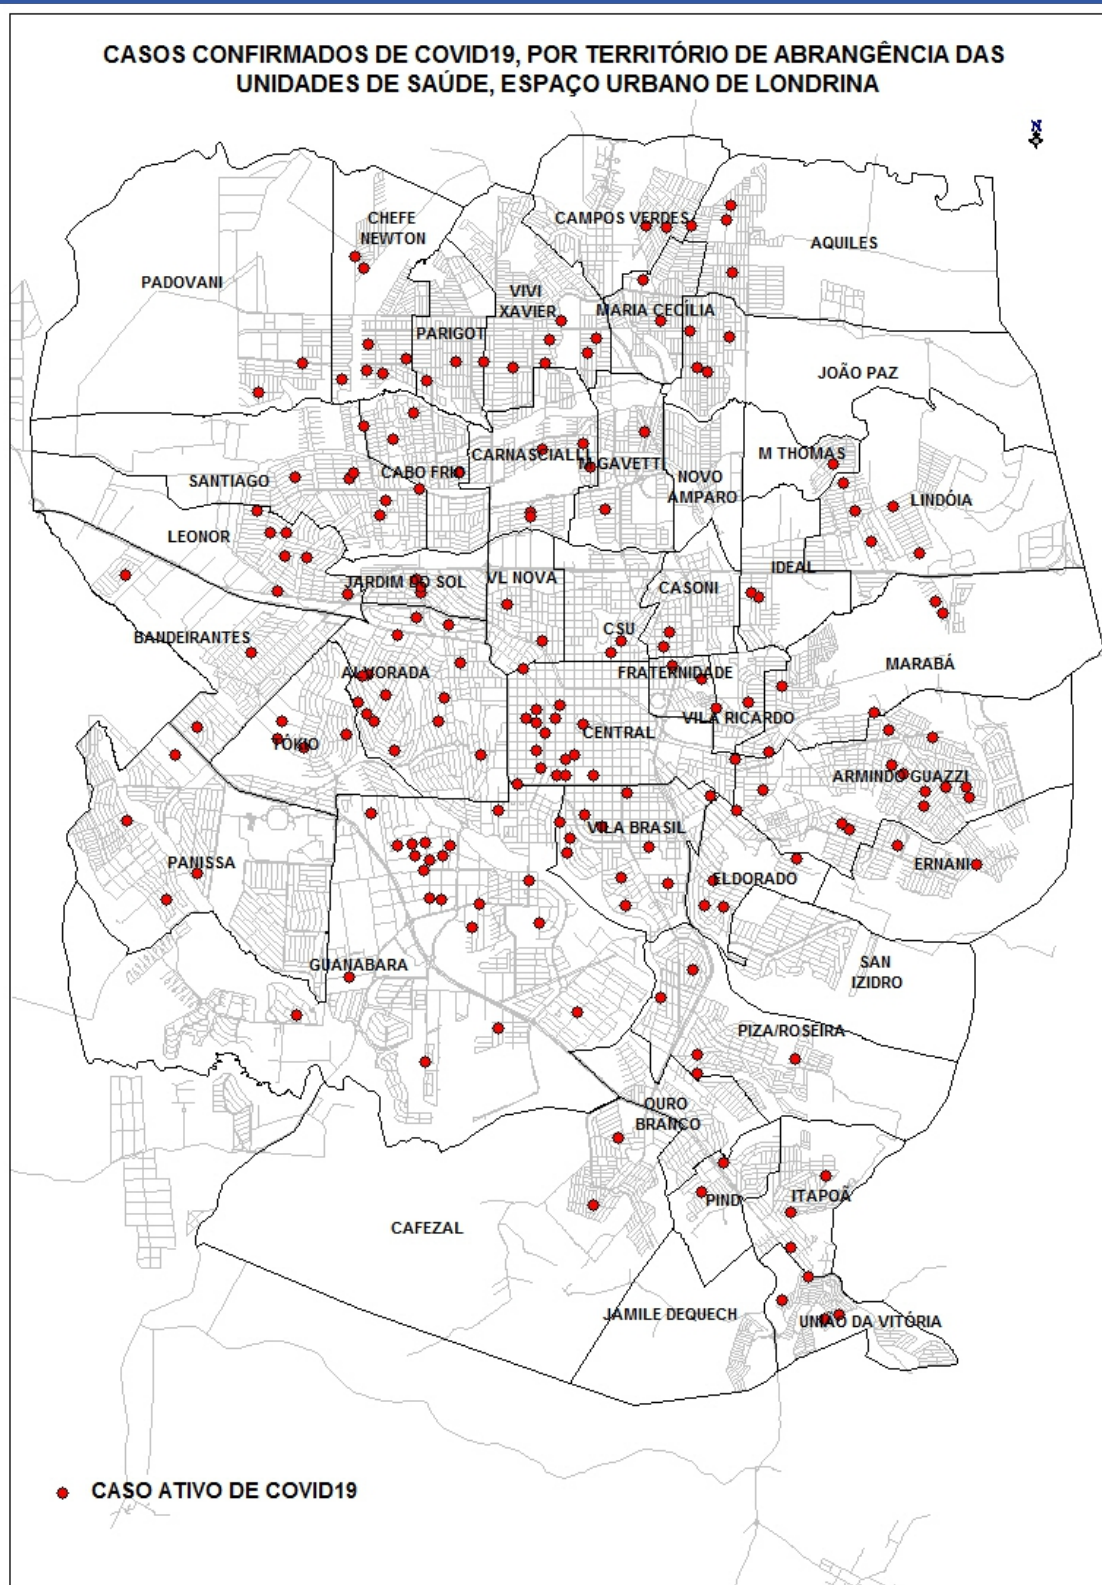 CASOS CONFIRMADOS DE COVID19, POR TERRITÓRIO DE ABRANGÊNCIA DAS
UNIDADES DE SAÚDE, ESPAÇO URBANO DE LONDRINA
N
CHEFE
NEWTON
CAMPOS VERDES
AQUILES
PADOVANI
VIVI
XAVIER
MARIA CECÍLIA
PARIGOT
JOÃO PAZ
CARNASCIALLI
M GAVETTI
M THOMAS
SANTIAGO
CABO FRIO
NOVO
AMPARO
LINDÓIA
LEONOR
IDEAL
JARDIM DO SOL
VL NOVA
CASONI
BANDEIRANTES
CSU
ALVORADA
FRATERNIDADE
MARABÁ
VILA RICARDO
TÓKIO
CENTRAL
ARMINDO GUAZZI
VILA BRASIL
PANISSA
ELDORADO
ERNANI
GUANABARA
SAN
IZIDRO
PIZA/ROSEIRA
OURO
BRANCO
PIND
ITAPOÃ
CAFEZAL
JAMILE DEQUECH
UNIÃO DA VITÓRIA
CASO ATIVO DE COVID19